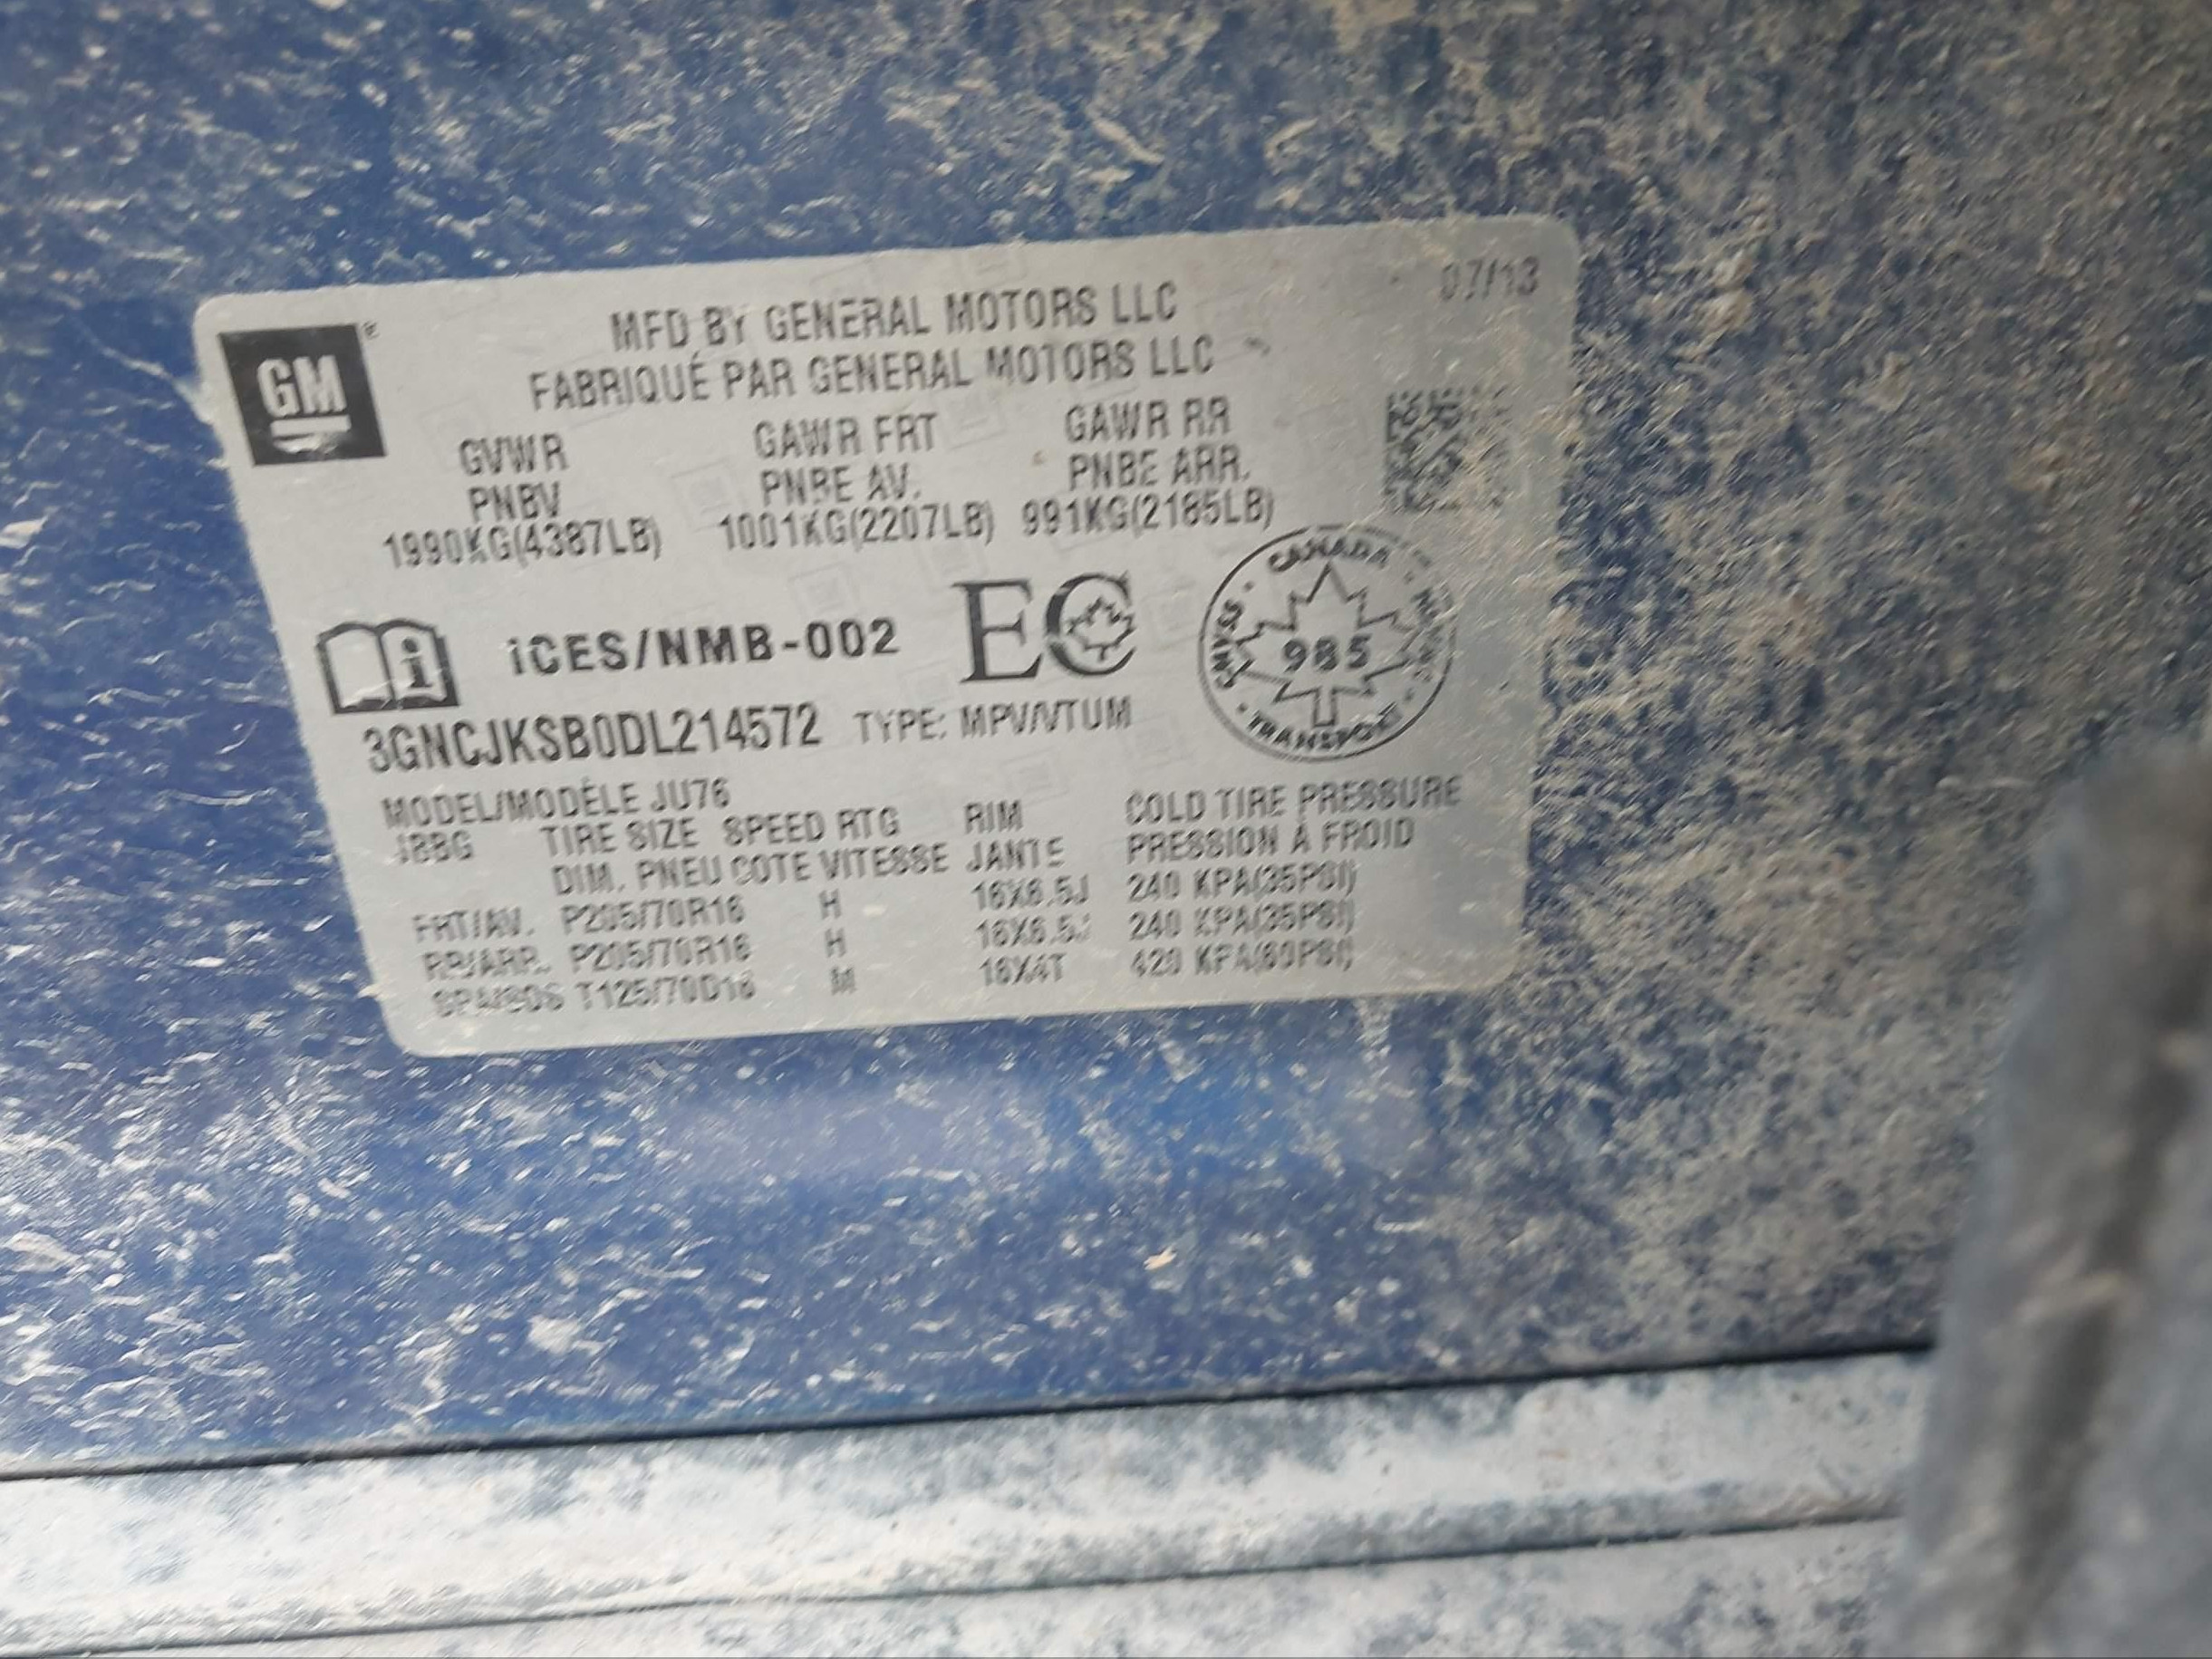 GM ®
MFD BY GENERAL MOTORS LLC
07/13
FABRIQUÉ PAR GENERAL MOTORS LLC
GVWR GAWR FRT GAWR RR
PNBV PNBE AV. PNBE ARR.
1990KG(4387LB) 1001KG(2207LB) 991KG(2185LB)
i ICES/NMB-002 EC
CANADA
985
TRANSPORT
3GNCJKSB0DL214572 TYPE: MPV/VTUM
MODEL/MODÈLE JU76
JBBG TIRE SIZE SPEED RTG RIM COLD TIRE PRESSURE
DIM. PNEU COTE VITESSE JANTE PRESSION À FROID
FRT/AV. P205/70R16 H 16X6.5J 240 KPA(35PSI)
RR/ARR. P205/70R16 H 16X6.5J 240 KPA(35PSI)
SPA/SOS T125/70D16 M 16X4T 420 KPA(60PSI)